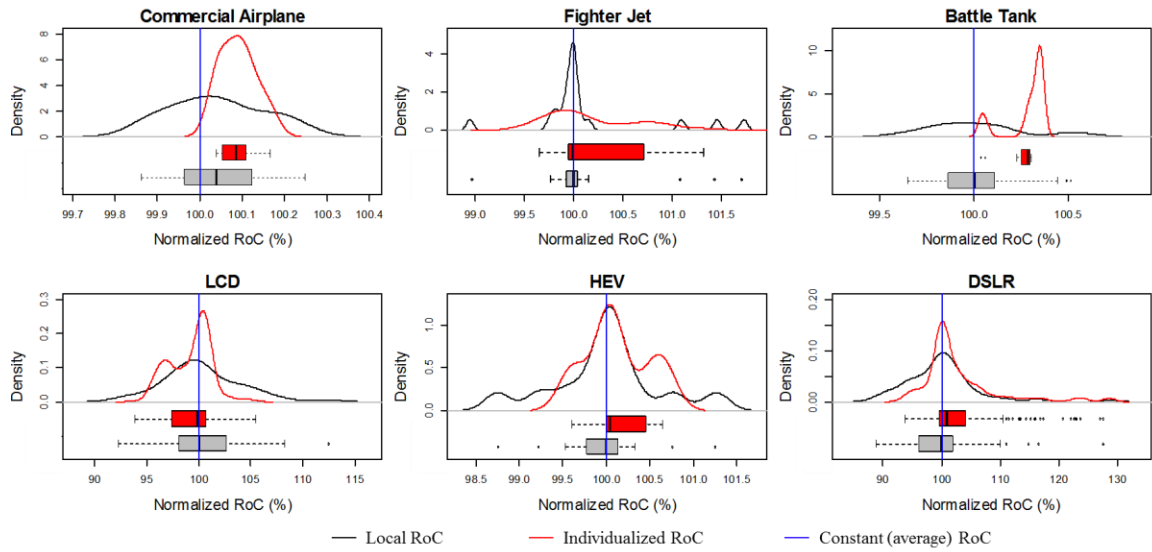 Commercial Airplane
Density
0 2 4 6 8
99.7 99.8 99.9 100.0 100.1 100.2 100.3 100.4
Normalized RoC (%)
Fighter Jet
Density
0 2 4
99.0 99.5 100.0 100.5 101.0 101.5
Normalized RoC (%)
Battle Tank
Density
0 5 10
99.5 100.0 100.5
Normalized RoC (%)
LCD
Density
0.0 0.1 0.2 0.3
90 95 100 105 110 115
Normalized RoC (%)
HEV
Density
0.0 0.5 1.0
98.5 99.0 99.5 100.0 100.5 101.0 101.5
Normalized RoC (%)
DSLR
Density
0.00 0.10 0.20
90 100 110 120 130
Normalized RoC (%)
Local RoC
Individualized RoC
Constant (average) RoC